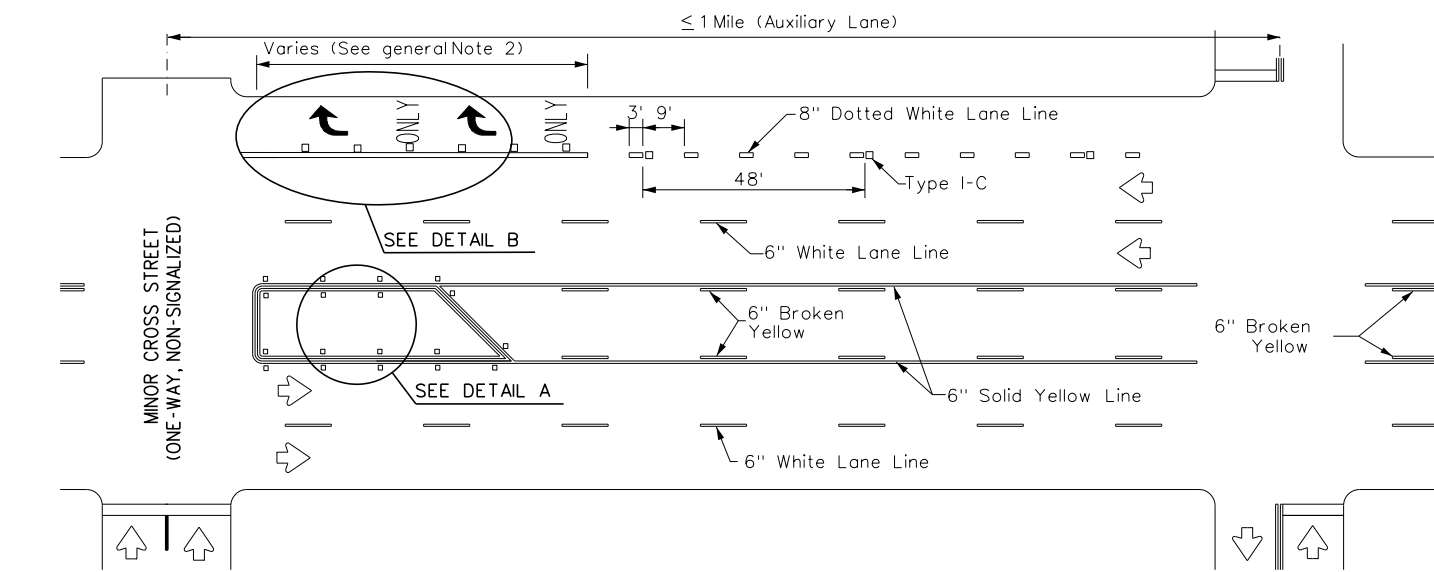 ≤ 1 Mile (Auxiliary Lane)
Varies (See general Note 2)
ONLY
ONLY
3'
9'
8" Dotted White Lane Line
48'
Type I-C
SEE DETAIL B
6" White Lane Line
MINOR CROSS STREET
(ONE-WAY, NON-SIGNALIZED)
6" Broken
Yellow
6" Broken
Yellow
SEE DETAIL A
6" Solid Yellow Line
6" White Lane Line